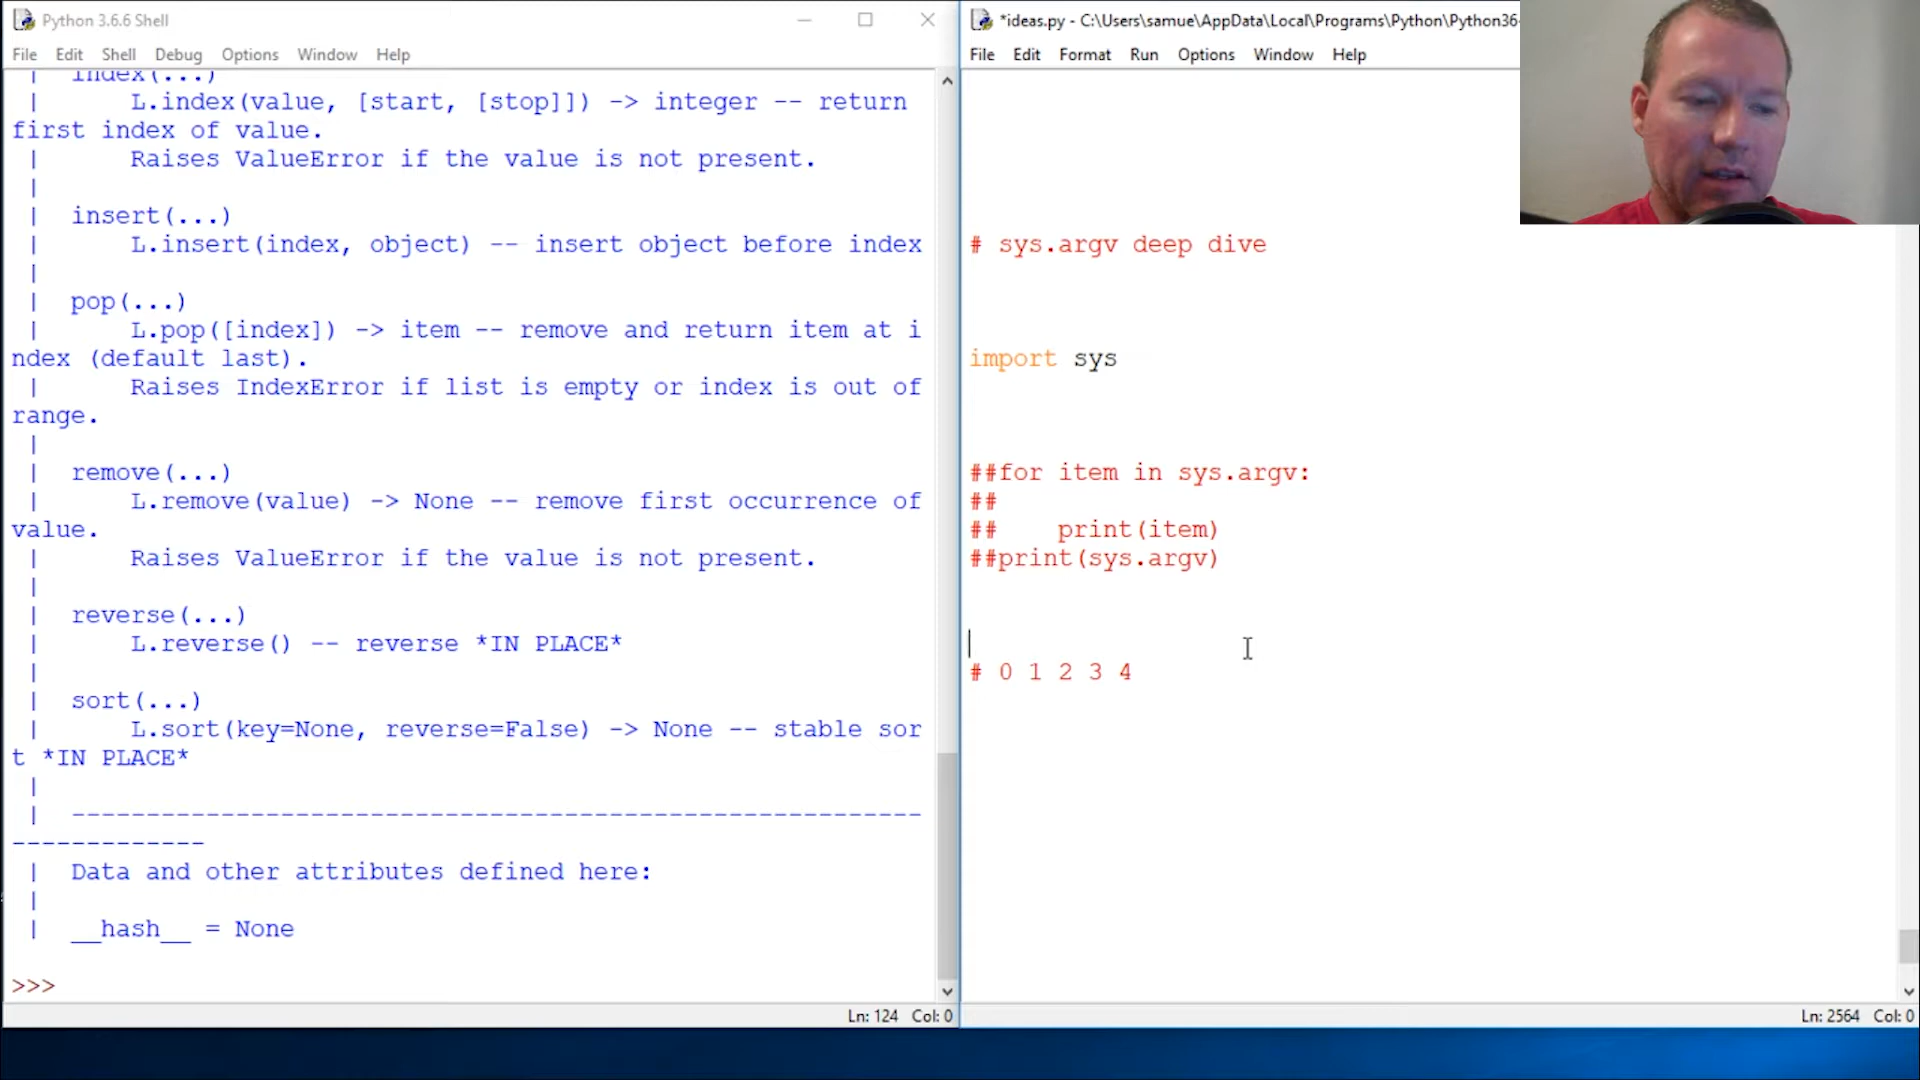 Python 3.6.6 Shell
File Edit Shell Debug Options Window Help
| index(...)
| L.index(value, [start, [stop]]) -> integer -- return
first index of value.
| Raises ValueError if the value is not present.
|
| insert(...)
| L.insert(index, object) -- insert object before index
|
| pop(...)
| L.pop([index]) -> item -- remove and return item at i
ndex (default last).
| Raises IndexError if list is empty or index is out of
range.
|
| remove(...)
| L.remove(value) -> None -- remove first occurrence of
value.
| Raises ValueError if the value is not present.
|
| reverse(...)
| L.reverse() -- reverse *IN PLACE*
|
| sort(...)
| L.sort(key=None, reverse=False) -> None -- stable sor
t *IN PLACE*
|
| ---------------------------------------------------------
-------------
| Data and other attributes defined here:
|
| __hash__ = None
>>>
Ln: 124 Col: 0
*ideas.py - C:\Users\samue\AppData\Local\Programs\Python\Python36-
File Edit Format Run Options Window Help
# sys.argv deep dive
import sys
##for item in sys.argv:
##
## print(item)
##print(sys.argv)
# 0 1 2 3 4
Ln: 2564 Col: 0